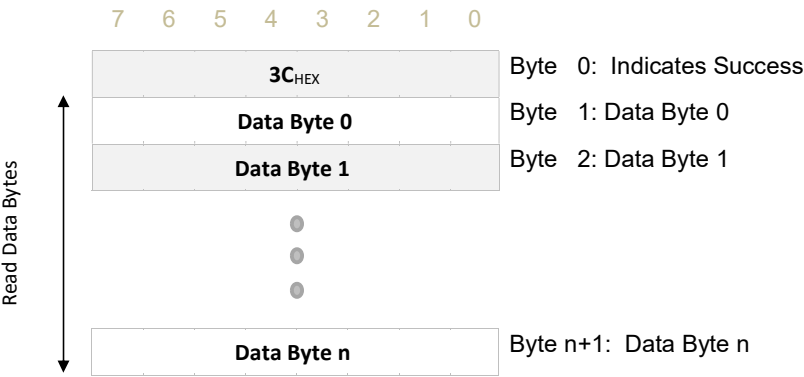 7 6 5 4 3 2 1 0
3CHEX Byte 0: Indicates Success
Data Byte 0 Byte 1: Data Byte 0
Data Byte 1 Byte 2: Data Byte 1
Read Data Bytes
Data Byte n Byte n+1: Data Byte n